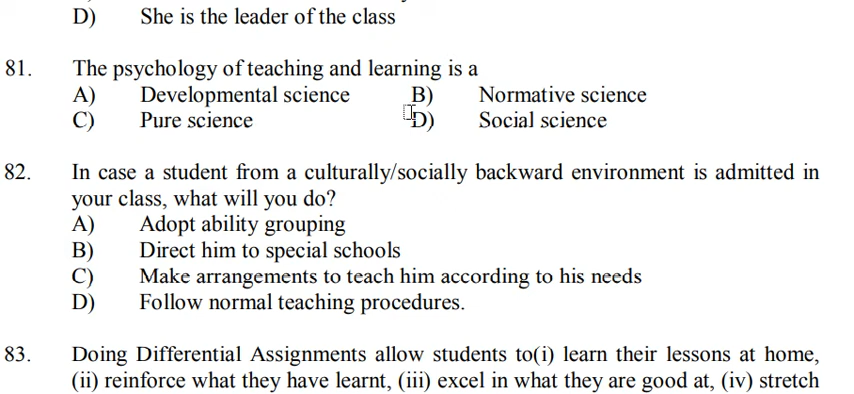 D) She is the leader of the class
81. The psychology of teaching and learning is a
A) Developmental science B) Normative science
C) Pure science D) Social science
82. In case a student from a culturally/socially backward environment is admitted in
your class, what will you do?
A) Adopt ability grouping
B) Direct him to special schools
C) Make arrangements to teach him according to his needs
D) Follow normal teaching procedures.
83. Doing Differential Assignments allow students to(i) learn their lessons at home,
(ii) reinforce what they have learnt, (iii) excel in what they are good at, (iv) stretch